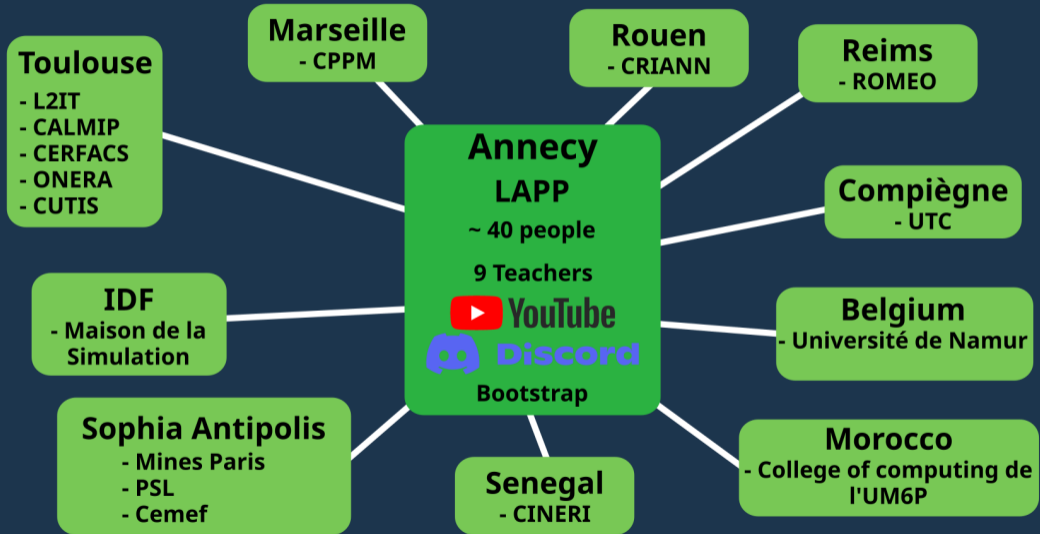 Marseille
- CPPM
Rouen
- CRIANN
Reims
- ROMEO
Toulouse
- L2IT
- CALMIP
- CERFACS
- ONERA
- CUTIS
Annecy
LAPP
~ 40 people
9 Teachers
YouTube
Discord
Bootstrap
Compiègne
- UTC
IDF
- Maison de la
Simulation
Belgium
- Université de Namur
Sophia Antipolis
- Mines Paris
- PSL
- Cemef
Senegal
- CINERI
Morocco
- College of computing de
l'UM6P